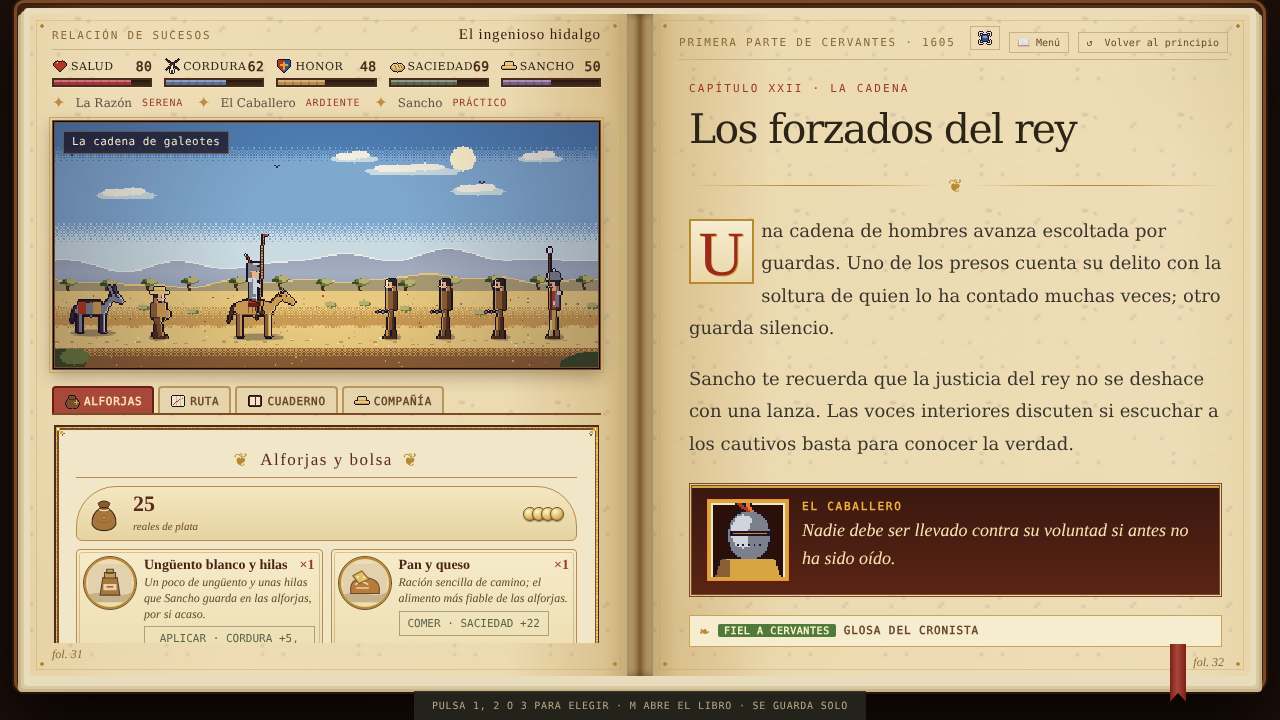 RELACIÓN DE SUCESOS
El ingenioso hidalgo
SALUD 80
CORDURA 62
HONOR 48
SACIEDAD 69
SANCHO 50
La Razón SERENA
El Caballero ARDIENTE
Sancho PRÁCTICO
La cadena de galeotes
ALFORJAS
RUTA
CUADERNO
COMPAÑÍA
Alforjas y bolsa
25
reales de plata
Ungüento blanco y hilas ×1
Un poco de ungüento y unas hilas
que Sancho guarda en las alforjas,
por si acaso.
APLICAR · CORDURA +5,
Pan y queso ×1
Ración sencilla de camino; el
alimento más fiable de las alforjas.
COMER · SACIEDAD +22
fol. 31
PRIMERA PARTE DE CERVANTES · 1605
Menú
↺ Volver al principio
CAPÍTULO XXII · LA CADENA
Los forzados del rey
Una cadena de hombres avanza escoltada por
guardas. Uno de los presos cuenta su delito con la
soltura de quien lo ha contado muchas veces; otro
guarda silencio.
Sancho te recuerda que la justicia del rey no se deshace
con una lanza. Las voces interiores discuten si escuchar a
los cautivos basta para conocer la verdad.
EL CABALLERO
Nadie debe ser llevado contra su voluntad si antes no
ha sido oído.
FIEL A CERVANTES GLOSA DEL CRONISTA
fol. 32
PULSA 1, 2 O 3 PARA ELEGIR · M ABRE EL LIBRO · SE GUARDA SOLO